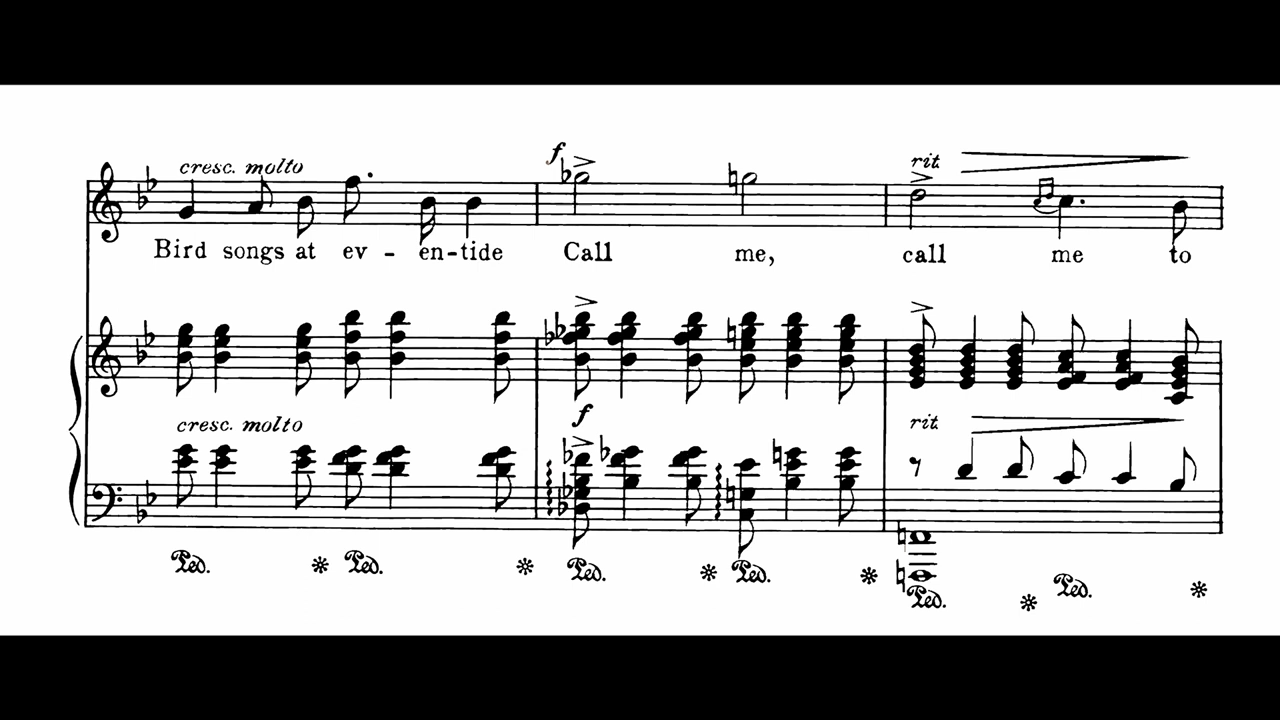 cresc. molto f rit.
Bird songs at ev - en-tide Call me, call me to
cresc. molto f rit.
Ped. Ped. Ped. Ped. Ped. Ped.